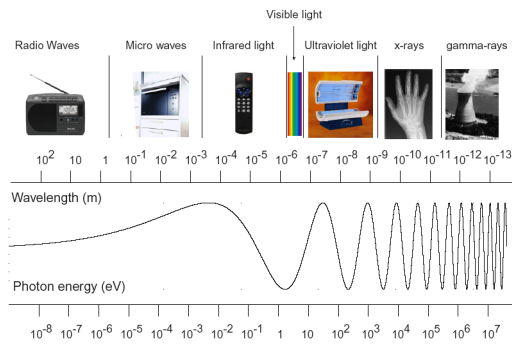 Visible light
Radio Waves Micro waves Infrared light Ultraviolet light x-rays gamma-rays
10² 10 1 10⁻¹ 10⁻² 10⁻³ 10⁻⁴ 10⁻⁵ 10⁻⁶ 10⁻⁷ 10⁻⁸ 10⁻⁹ 10⁻¹⁰ 10⁻¹¹ 10⁻¹² 10⁻¹³
Wavelength (m)
Photon energy (eV)
10⁻⁸ 10⁻⁷ 10⁻⁶ 10⁻⁵ 10⁻⁴ 10⁻³ 10⁻² 10⁻¹ 1 10 10² 10³ 10⁴ 10⁵ 10⁶ 10⁷